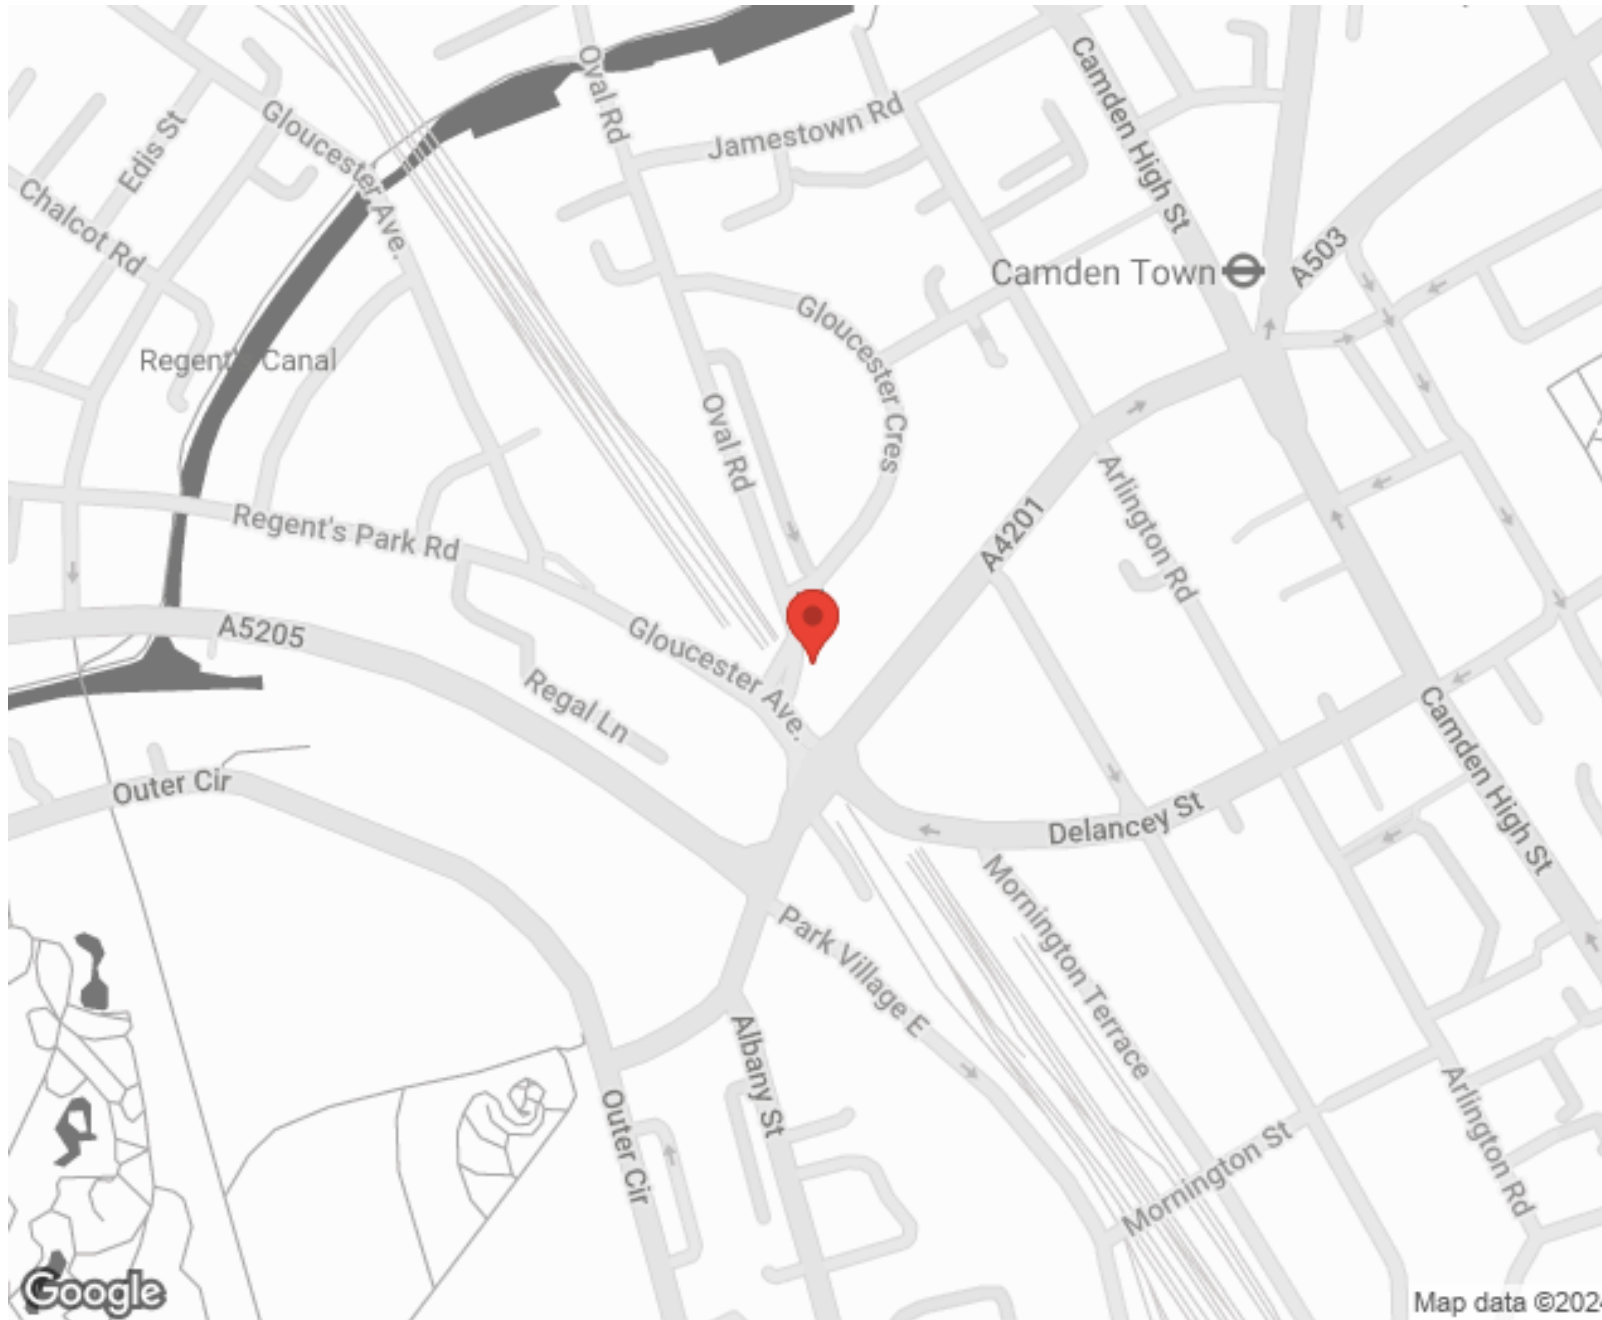 Oval Rd
Camden High St
Gloucester Ave.
Jamestown Rd
Edis St
Chalcot Rd
Camden Town
A503
Regent's Canal
Gloucester Cres
Oval Rd
Arlington Rd
A4201
Regent's Park Rd
A5205
Gloucester Ave.
Regal Ln
Camden High St
Outer Cir
Delancey St
Mornington Terrace
Park Village E
Albany St
Outer Cir
Arlington Rd
Mornington St
Google
Map data ©2024